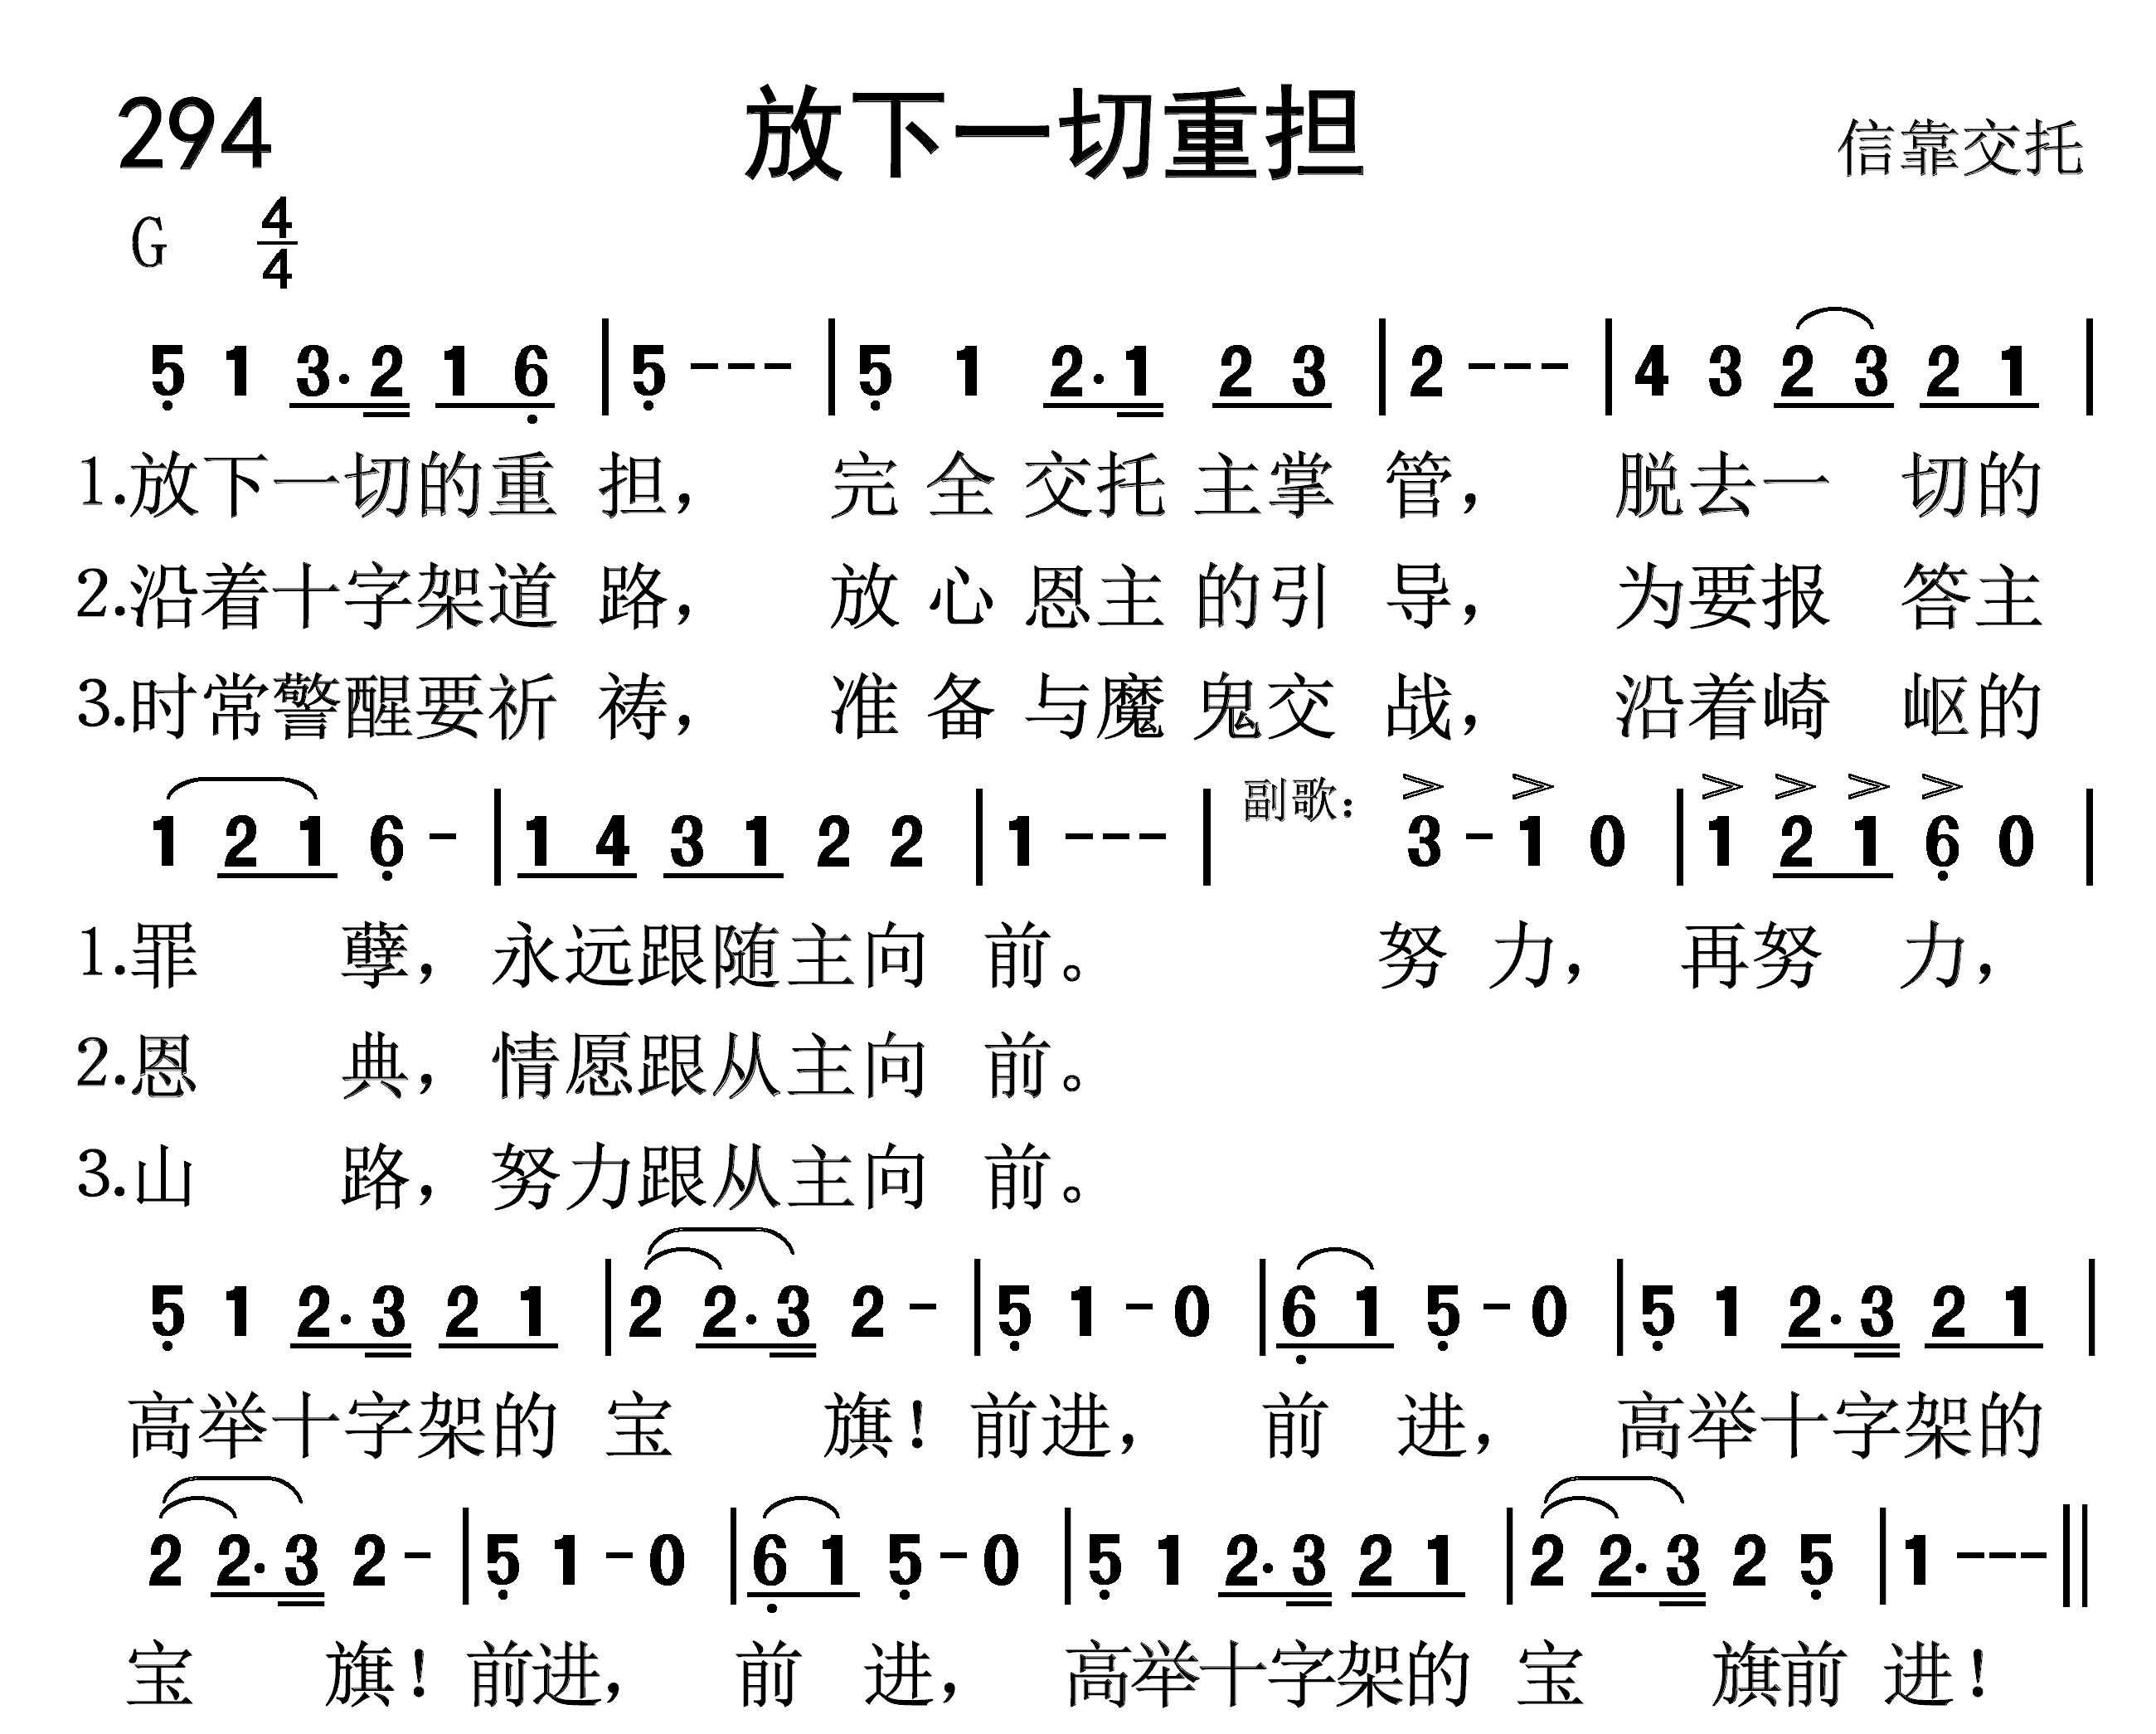 294 放下一切重担 信靠交托
G 4/4
5 1 3·2 1 6 | 5 --- | 5 1 2·1 2 3 | 2 --- | 4 3 2 3 2 1 |
1.放下一切的重 担， 完全交托主掌 管， 脱去一 切的
2.沿着十字架道 路， 放心恩主的引 导， 为要报 答主
3.时常警醒要祈 祷， 准备与魔鬼交 战， 沿着崎 岖的
1 2 1 6 - | 1 4 3 1 2 2 | 1 --- | 副歌： 3 - 1 0 | 1 2 1 6 0 |
1.罪 孽，永远跟随主向 前。 努 力， 再努 力，
2.恩 典，情愿跟从主向 前。
3.山 路，努力跟从主向 前。
5 1 2·3 2 1 | 2 2·3 2 - | 5 1 - 0 | 6 1 5 - 0 | 5 1 2·3 2 1 |
高举十字架的 宝 旗！前进， 前 进， 高举十字架的
2 2·3 2 - | 5 1 - 0 | 6 1 5 - 0 | 5 1 2·3 2 1 | 2 2·3 2 5 | 1 --- ||
宝 旗！前进， 前 进， 高举十字架的 宝 旗前 进！